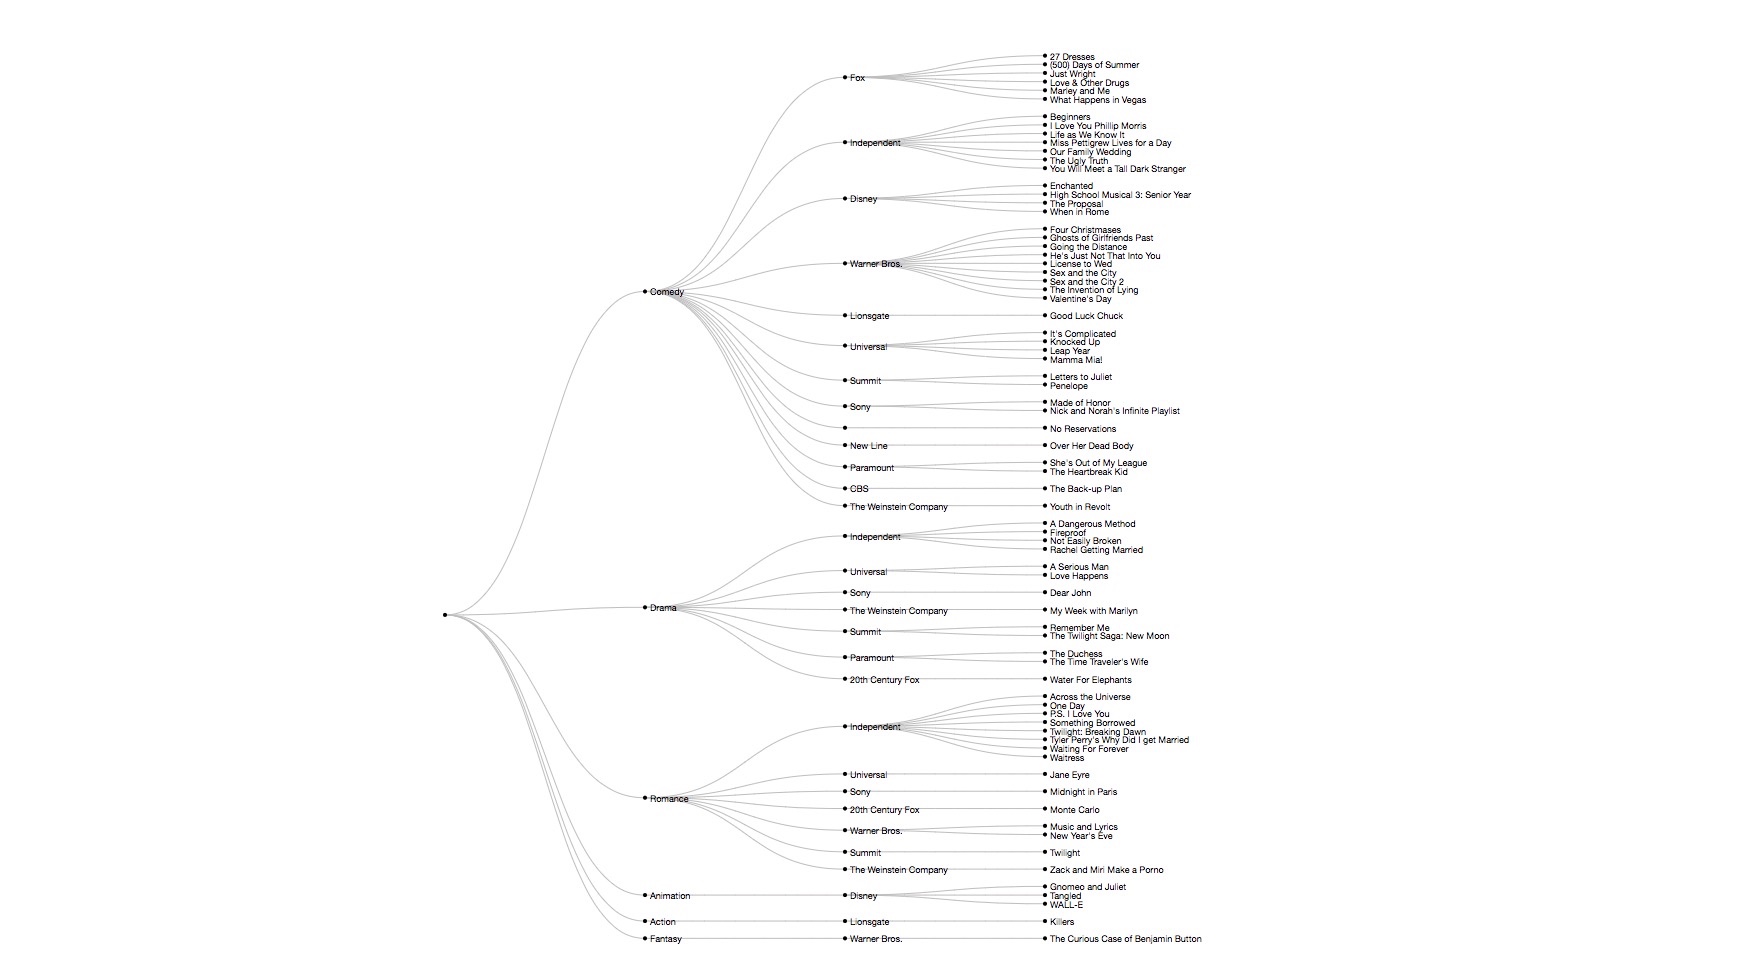 Fox
27 Dresses
(500) Days of Summer
Just Wright
Love & Other Drugs
Marley and Me
What Happens in Vegas
Independent
Beginners
I Love You Phillip Morris
Life as We Know It
Miss Pettigrew Lives for a Day
Our Family Wedding
The Ugly Truth
You Will Meet a Tall Dark Stranger
Disney
Enchanted
High School Musical 3: Senior Year
The Proposal
When in Rome
Warner Bros.
Four Christmases
Ghosts of Girlfriends Past
Going the Distance
He's Just Not That Into You
License to Wed
Sex and the City
Sex and the City 2
The Invention of Lying
Valentine's Day
Comedy
Lionsgate
Good Luck Chuck
Universal
It's Complicated
Knocked Up
Leap Year
Mamma Mia!
Summit
Letters to Juliet
Penelope
Sony
Made of Honor
Nick and Norah's Infinite Playlist
No Reservations
New Line
Over Her Dead Body
Paramount
She's Out of My League
The Heartbreak Kid
CBS
The Back-up Plan
The Weinstein Company
Youth in Revolt
Independent
A Dangerous Method
Fireproof
Not Easily Broken
Rachel Getting Married
Universal
A Serious Man
Love Happens
Sony
Dear John
Drama
The Weinstein Company
My Week with Marilyn
Summit
Remember Me
The Twilight Saga: New Moon
Paramount
The Duchess
The Time Traveler's Wife
20th Century Fox
Water For Elephants
Independent
Across the Universe
One Day
P.S. I Love You
Something Borrowed
Twilight: Breaking Dawn
Tyler Perry's Why Did I get Married
Waiting For Forever
Waitress
Universal
Jane Eyre
Sony
Midnight in Paris
Romance
20th Century Fox
Monte Carlo
Warner Bros.
Music and Lyrics
New Year's Eve
Summit
Twilight
The Weinstein Company
Zack and Miri Make a Porno
Animation
Disney
Gnomeo and Juliet
Tangled
WALL-E
Action
Lionsgate
Killers
Fantasy
Warner Bros.
The Curious Case of Benjamin Button